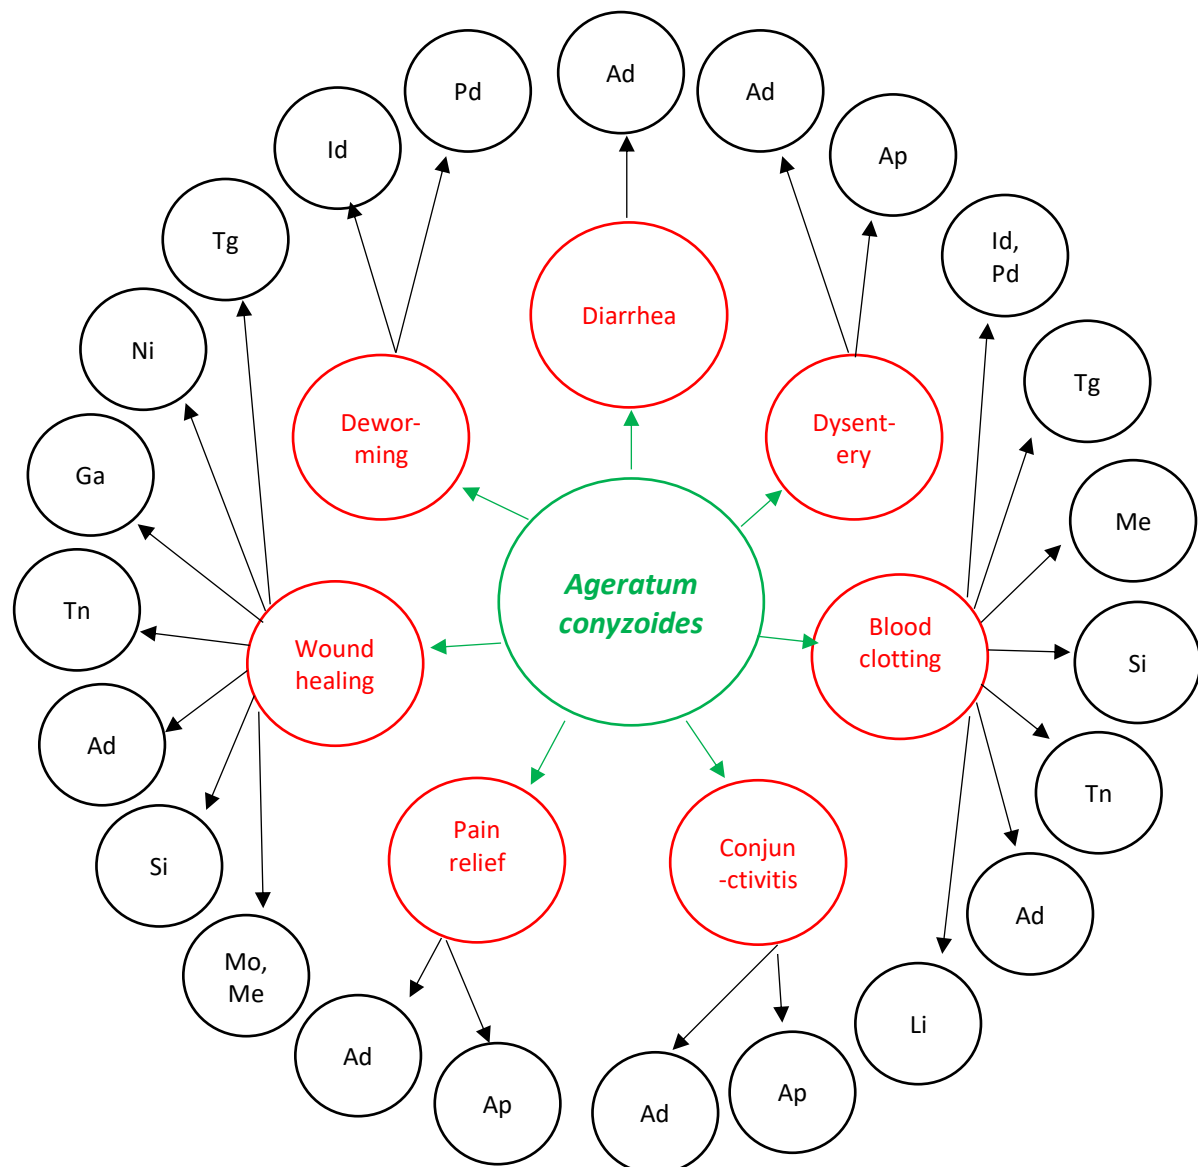 Pd
Ad
Ad
Ap
Id
Tg
Ni
Ga
Tn
Ad
Si
Mo,
Me
Id,
Pd
Tg
Me
Si
Tn
Ad
Li
Diarrhea
Dewor-
ming
Dysent-
ery
Ageratum
conyzoides
Wound
healing
Blood
clotting
Pain
relief
Conjun
-ctivitis
Ad
Ap
Ad
Ap